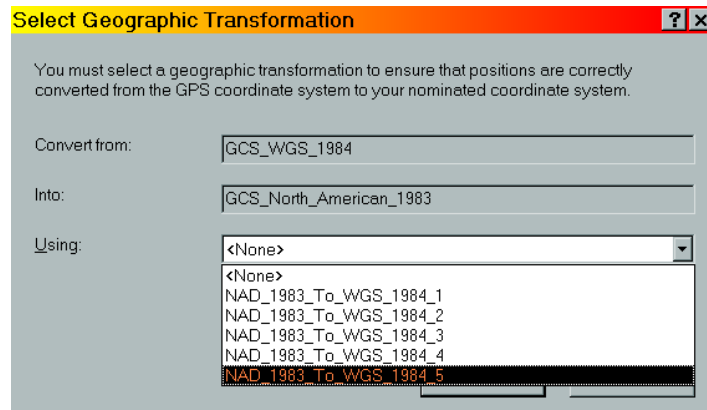 Select Geographic Transformation ? x
You must select a geographic transformation to ensure that positions are correctly
converted from the GPS coordinate system to your nominated coordinate system.
Convert from: GCS_WGS_1984
Into: GCS_North_American_1983
Using: <None>
<None>
NAD_1983_To_WGS_1984_1
NAD_1983_To_WGS_1984_2
NAD_1983_To_WGS_1984_3
NAD_1983_To_WGS_1984_4
NAD_1983_To_WGS_1984_5